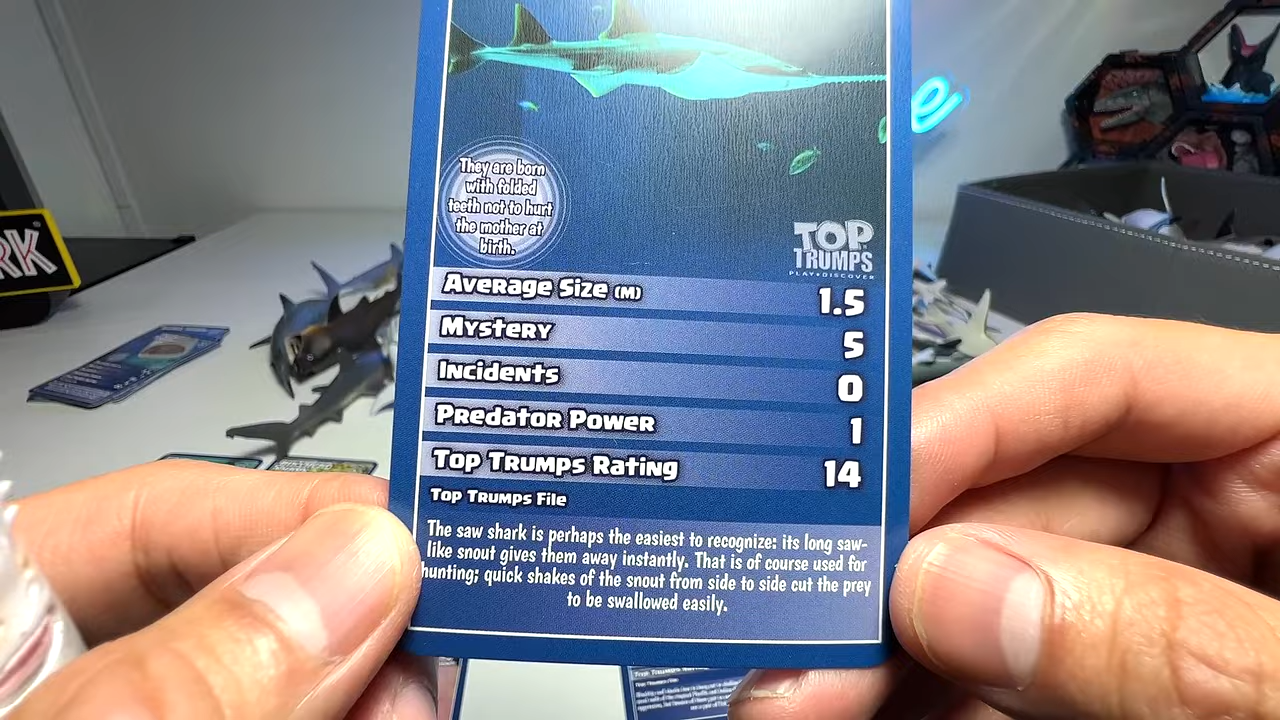 They are born
with folded
teeth not to hurt
the mother at
birth.
TOP
TRUMPS
PLAY•DISCOVER
Average Size (M) 1.5
Mystery 5
Incidents 0
Predator Power 1
Top Trumps Rating 14
Top Trumps File
The saw shark is perhaps the easiest to recognize: its long saw-
like snout gives them away instantly. That is of course used for
hunting; quick shakes of the snout from side to side cut the prey
to be swallowed easily.
RK
e